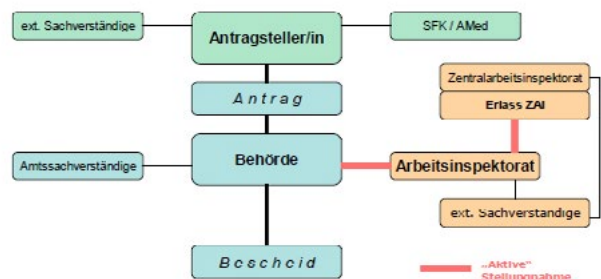 ext. Sachverständige
Antragsteller/in
SFK / AMed
Antrag
Zentralarbeitsinspektorat
Erlass ZAI
Amtssachverständige
Behörde
Arbeitsinspektorat
ext. Sachverständige
Bescheid
„Aktive"
Stellungnahme